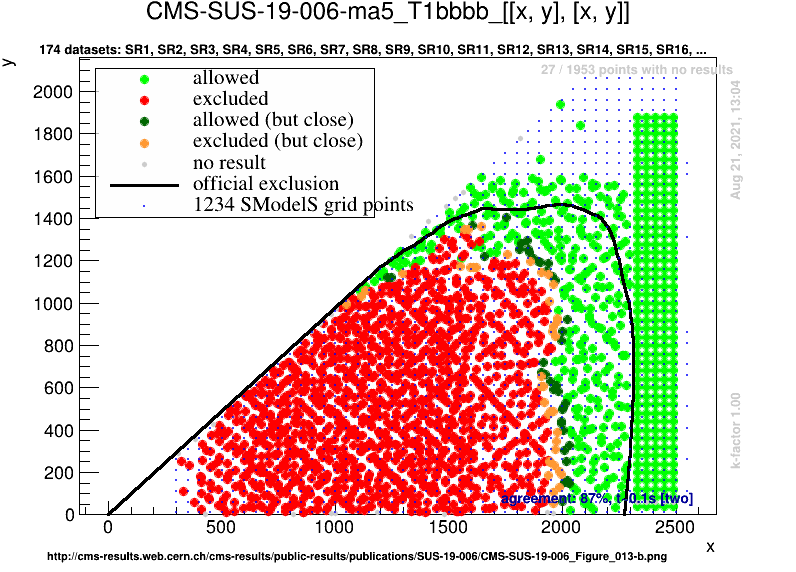 CMS-SUS-19-006-ma5_T1bbbb_[[x, y], [x, y]]
174 datasets: SR1, SR2, SR3, SR4, SR5, SR6, SR7, SR8, SR9, SR10, SR11, SR12, SR13, SR14, SR15, SR16, ...
27 / 1953 points with no results
y
allowed
excluded
allowed (but close)
excluded (but close)
no result
official exclusion
1234 SModelS grid points
2000
1800
1600
1400
1200
1000
800
600
400
200
0
Aug 21, 2021, 13:04
k-factor 1.00
agreement: 87%, t~0.1s [two]
0
500
1000
1500
2000
2500
x
http://cms-results.web.cern.ch/cms-results/public-results/publications/SUS-19-006/CMS-SUS-19-006_Figure_013-b.png